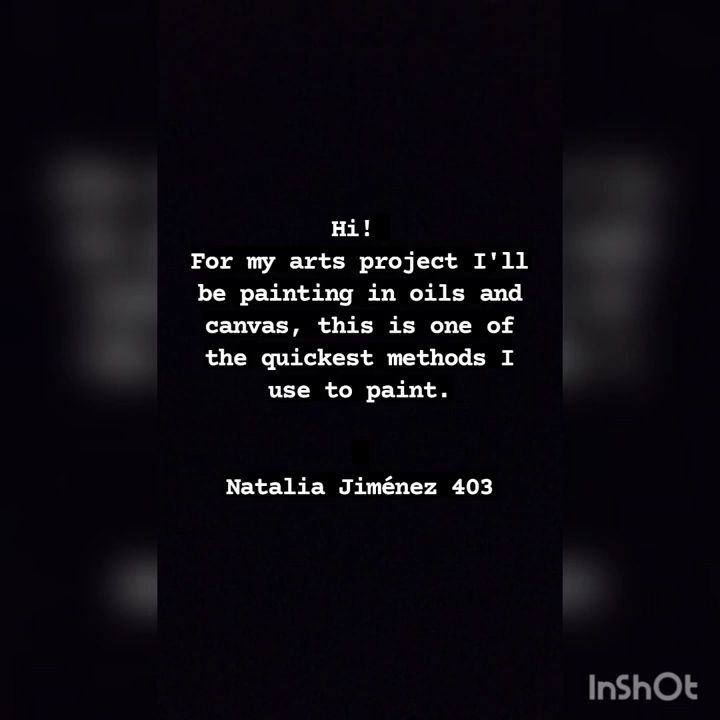 Hi!
For my arts project I'll
be painting in oils and
canvas, this is one of
the quickest methods I
use to paint.
Natalia Jiménez 403
InShOt